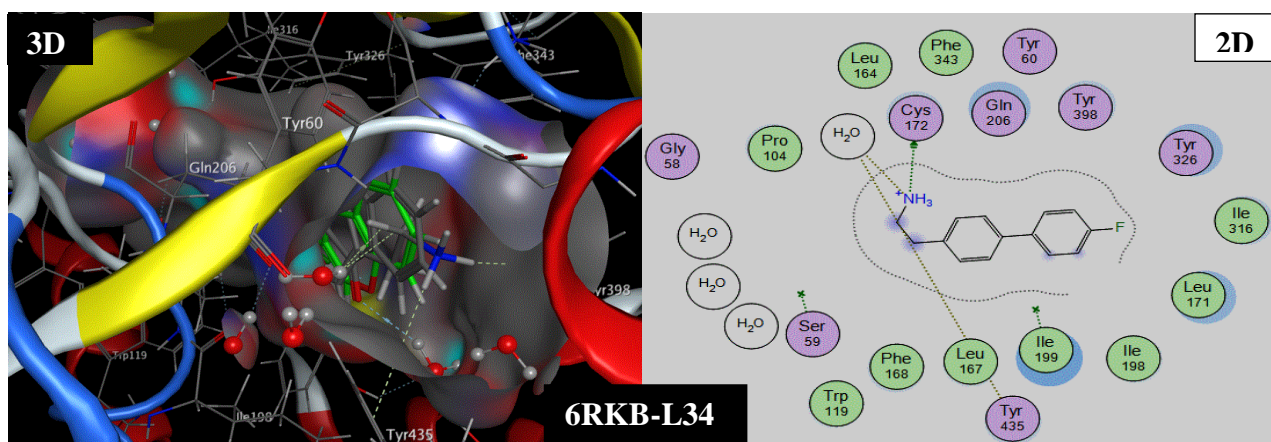 3D
Ile316
Tyr326
Phe343
Tyr60
Gln206
Tyr398
Trp119
Ile198
Tyr435
6RKB-L34
2D
Leu
164
Phe
343
Tyr
60
Cys
172
Gln
206
Tyr
398
H₂O
Gly
58
Pro
104
Tyr
326
NH₃
+
F
Ile
316
H₂O
H₂O
H₂O
Ser
59
Leu
171
Phe
168
Leu
167
Ile
199
Ile
198
Trp
119
Tyr
435